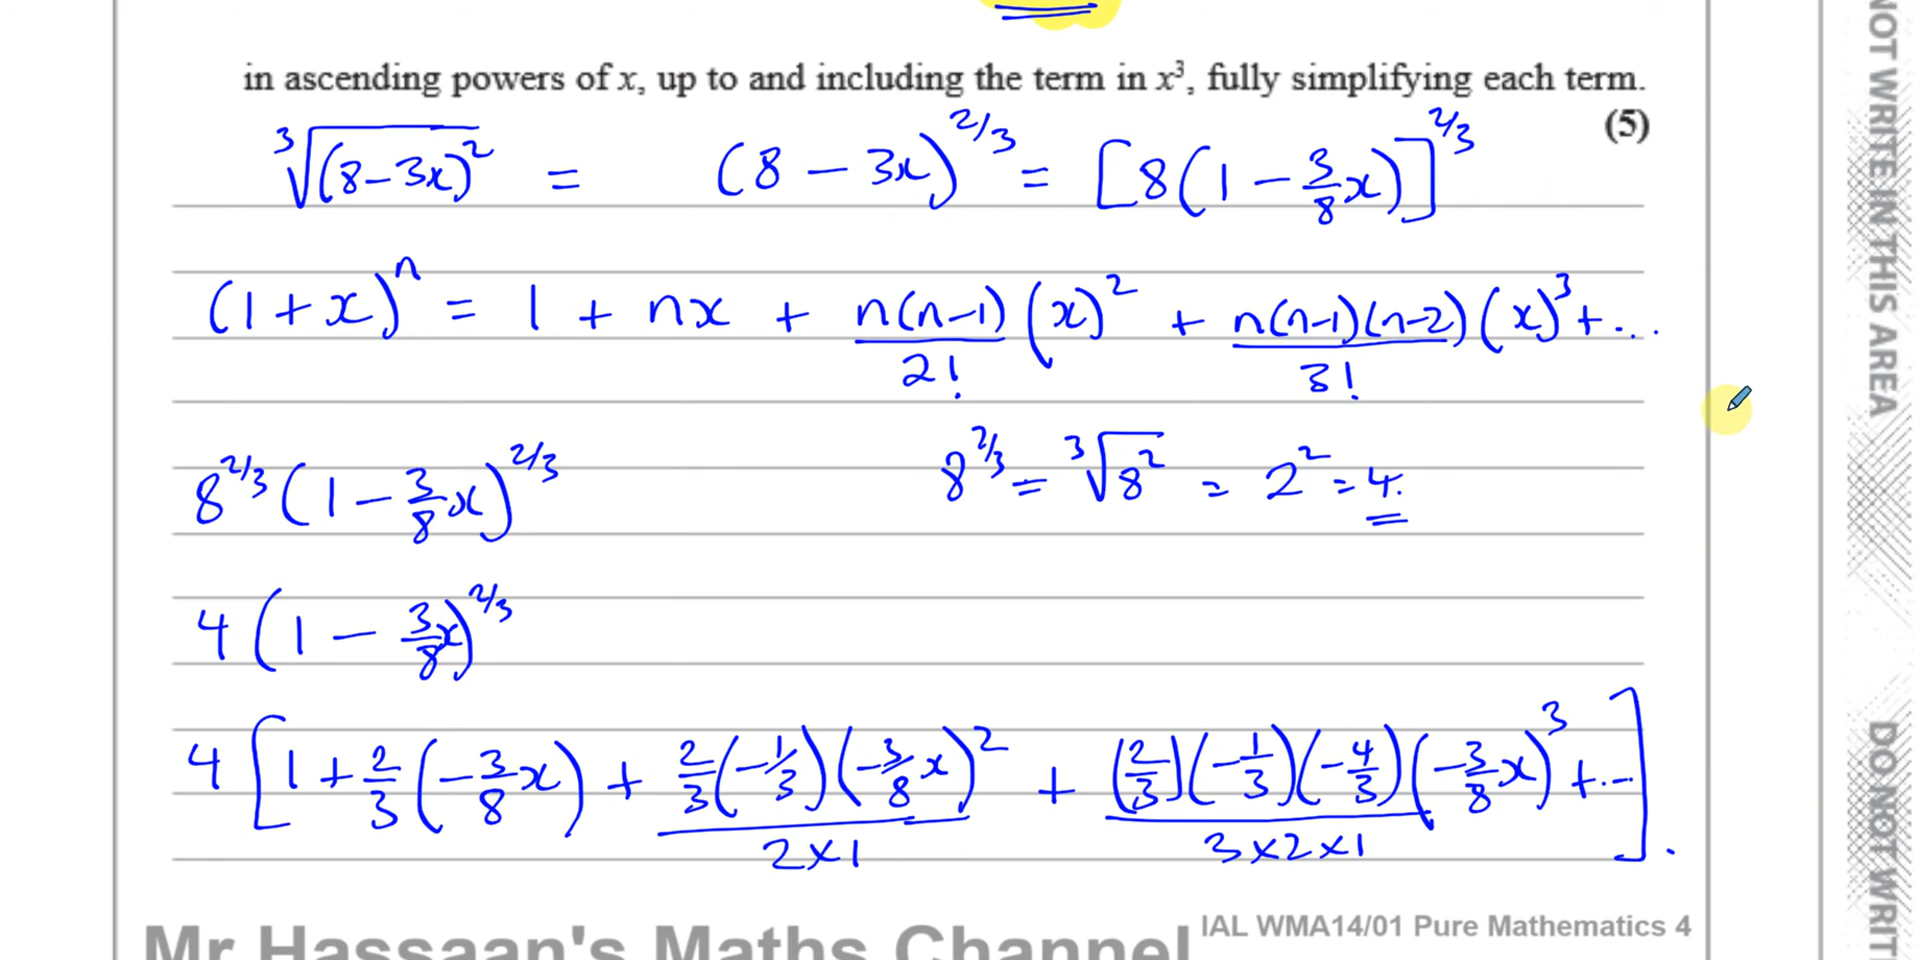 in ascending powers of x, up to and including the term in x³, fully simplifying each term.
(5)
∛((8-3x)²) = (8 - 3x)^(2/3) = [8(1 - 3/8 x)]^(2/3)
(1+x)^n = 1 + nx + n(n-1)/2! (x)² + n(n-1)(n-2)/3! (x)³ + ...
8^(2/3) (1 - 3/8 x)^(2/3) 8^(2/3) = ∛(8²) = 2² = 4.
4 (1 - 3/8 x)^(2/3)
4 [1 + 2/3 (-3/8 x) + 2/3 (-1/3)(-3/8 x)² / 2×1 + (2/3)(-1/3)(-4/3)(-3/8 x)³ / 3×2×1 + ...].
Mr Hassaan's Maths Channel
IAL WMA14/01 Pure Mathematics 4
NOT WRITE IN THIS AREA
DO NOT WRIT